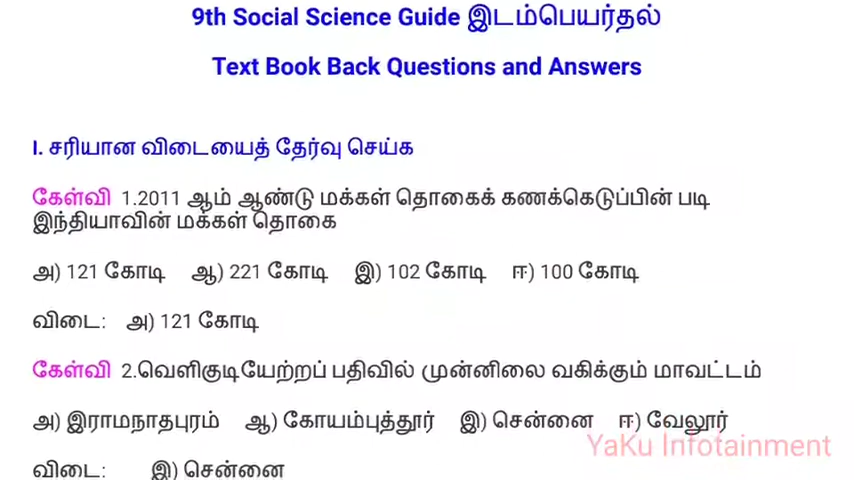 9th Social Science Guide இடம்பெயர்தல்
Text Book Back Questions and Answers
I. சரியான விடையைத் தேர்வு செய்க
கேள்வி 1.2011 ஆம் ஆண்டு மக்கள் தொகைக் கணக்கெடுப்பின் படி
இந்தியாவின் மக்கள் தொகை
அ) 121 கோடி ஆ) 221 கோடி இ) 102 கோடி ஈ) 100 கோடி
விடை: அ) 121 கோடி
கேள்வி 2.வெளிகுடியேற்றப் பதிவில் முன்னிலை வகிக்கும் மாவட்டம்
அ) இராமநாதபுரம் ஆ) கோயம்புத்தூர் இ) சென்னை ஈ) வேலூர்
YaKu Infotainment
விடை: இ) சென்னை